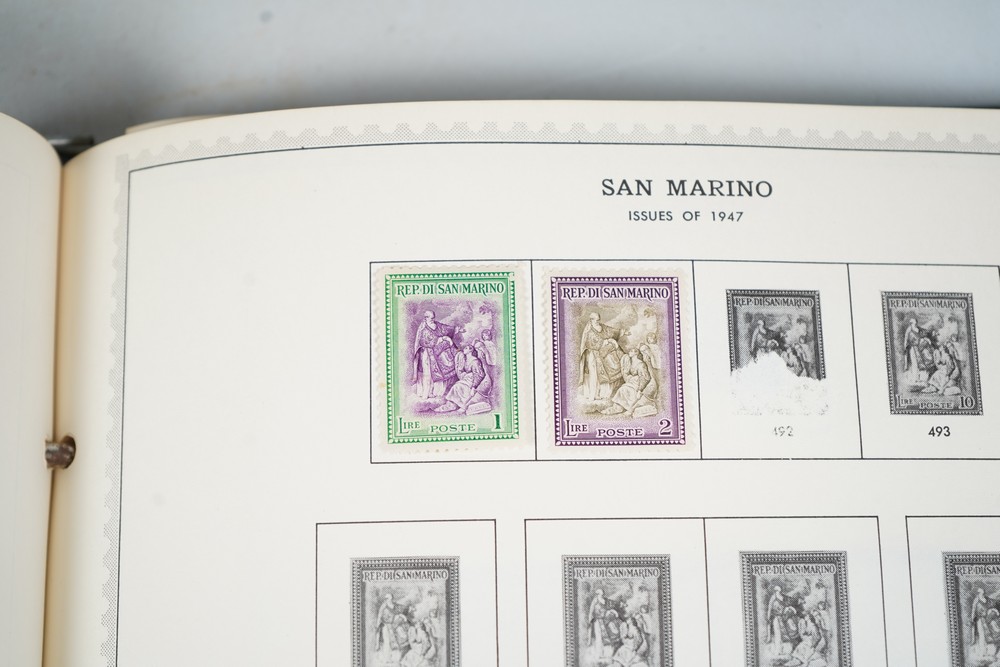 SAN MARINO
ISSUES OF 1947
REP. DI SAN MARINO
LIRE POSTE 1
REP. DI SAN MARINO
LIRE POSTE 2
REP. DI SAN MARINO
492
REP. DI SAN MARINO
LIRE POSTE 10
493
REP. DI SAN MARINO
REP. DI SAN MARINO
REP. DI SAN MARINO
REP. DI SAN